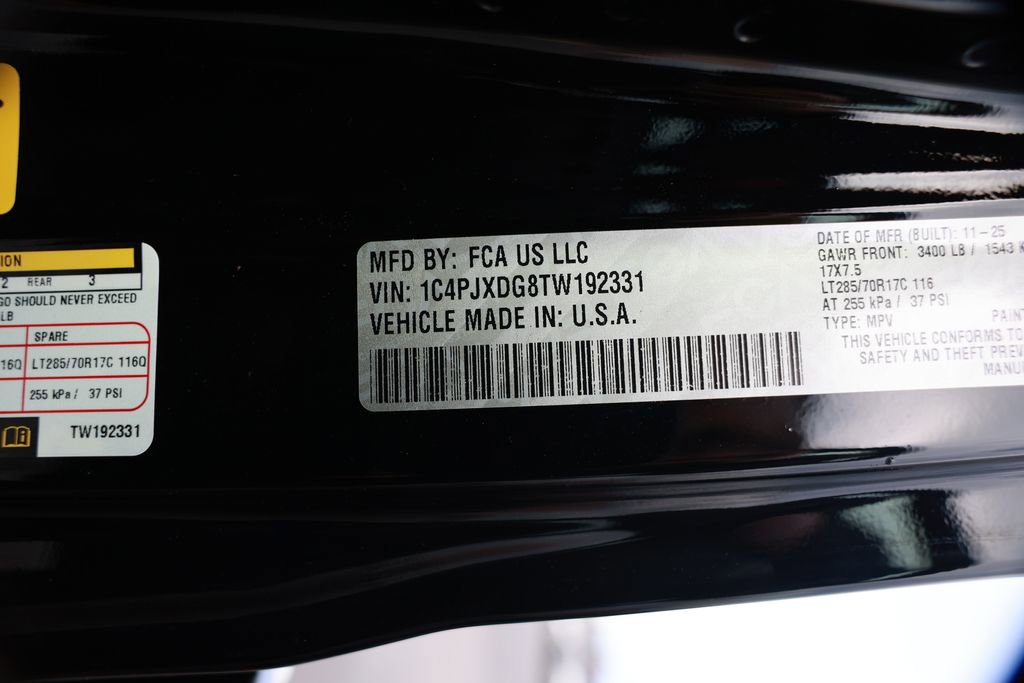 ION
2 REAR 3
GO SHOULD NEVER EXCEED
LB
SPARE
116Q LT285/70R17C 116Q
255 kPa / 37 PSI
TW192331
MFD BY: FCA US LLC
VIN: 1C4PJXDG8TW192331
VEHICLE MADE IN: U.S.A.
DATE OF MFR (BUILT): 11-25
GAWR FRONT: 3400 LB / 1543 K
17X7.5
LT285/70R17C 116
AT 255 kPa / 37 PSI
TYPE: MPV PAINT
THIS VEHICLE CONFORMS TO
SAFETY AND THEFT PREV
MANU